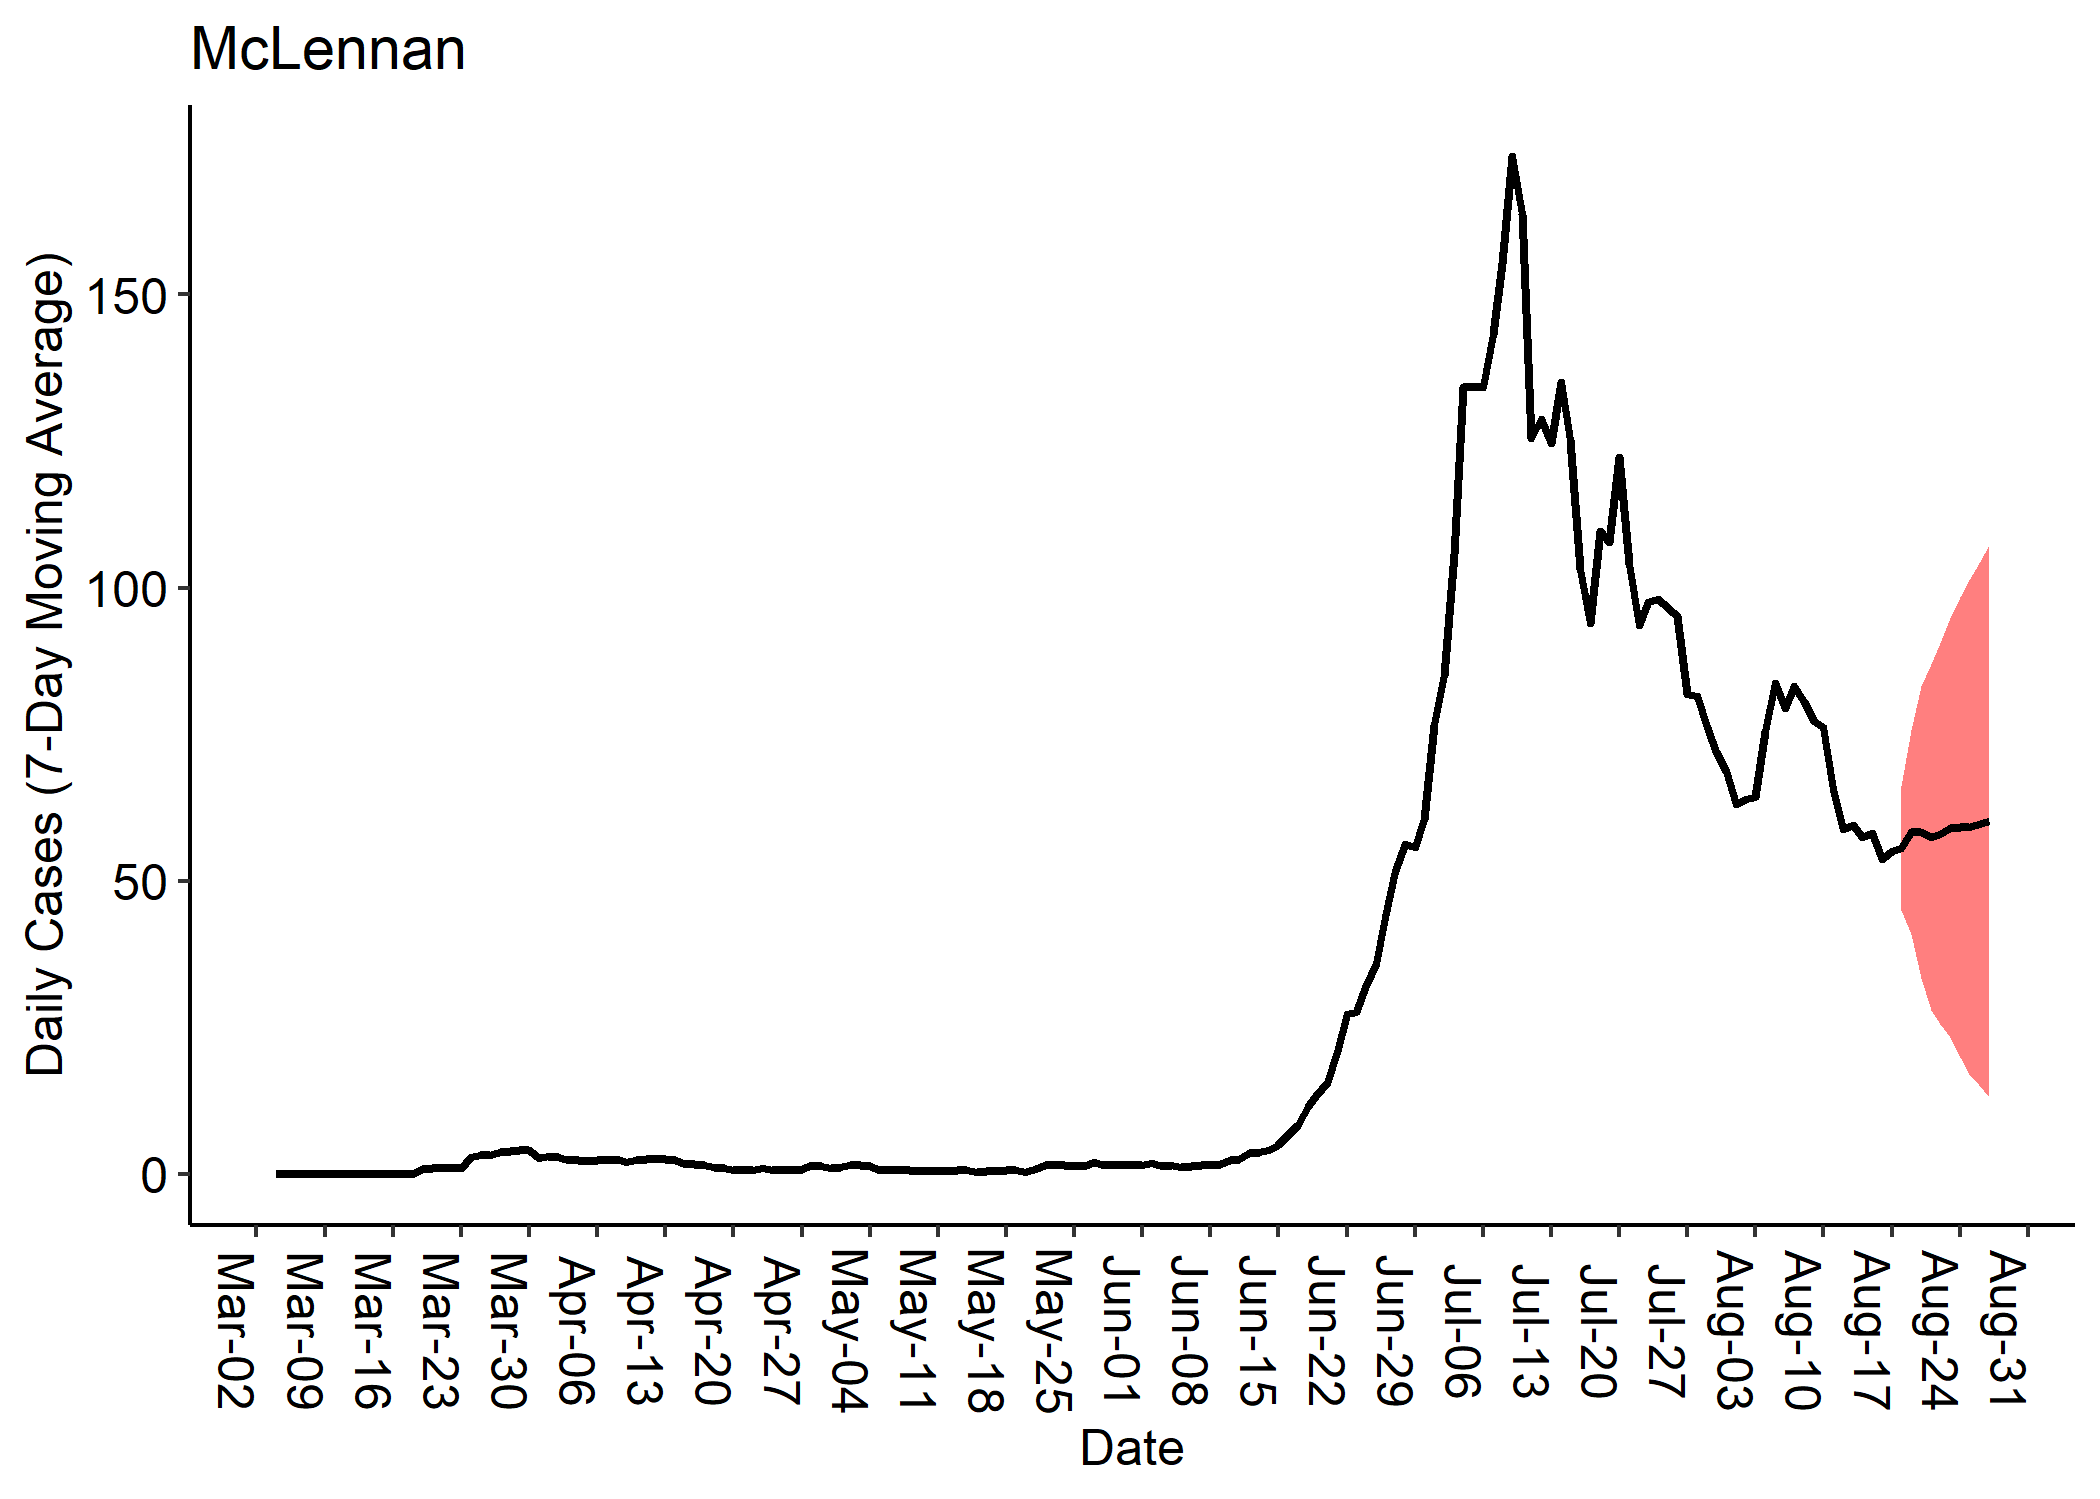 McLennan
Daily Cases (7-Day Moving Average)
150
100
50
0
Mar-02
Mar-09
Mar-16
Mar-23
Mar-30
Apr-06
Apr-13
Apr-20
Apr-27
May-04
May-11
May-18
May-25
Jun-01
Jun-08
Jun-15
Jun-22
Jun-29
Jul-06
Jul-13
Jul-20
Jul-27
Aug-03
Aug-10
Aug-17
Aug-24
Aug-31
Date